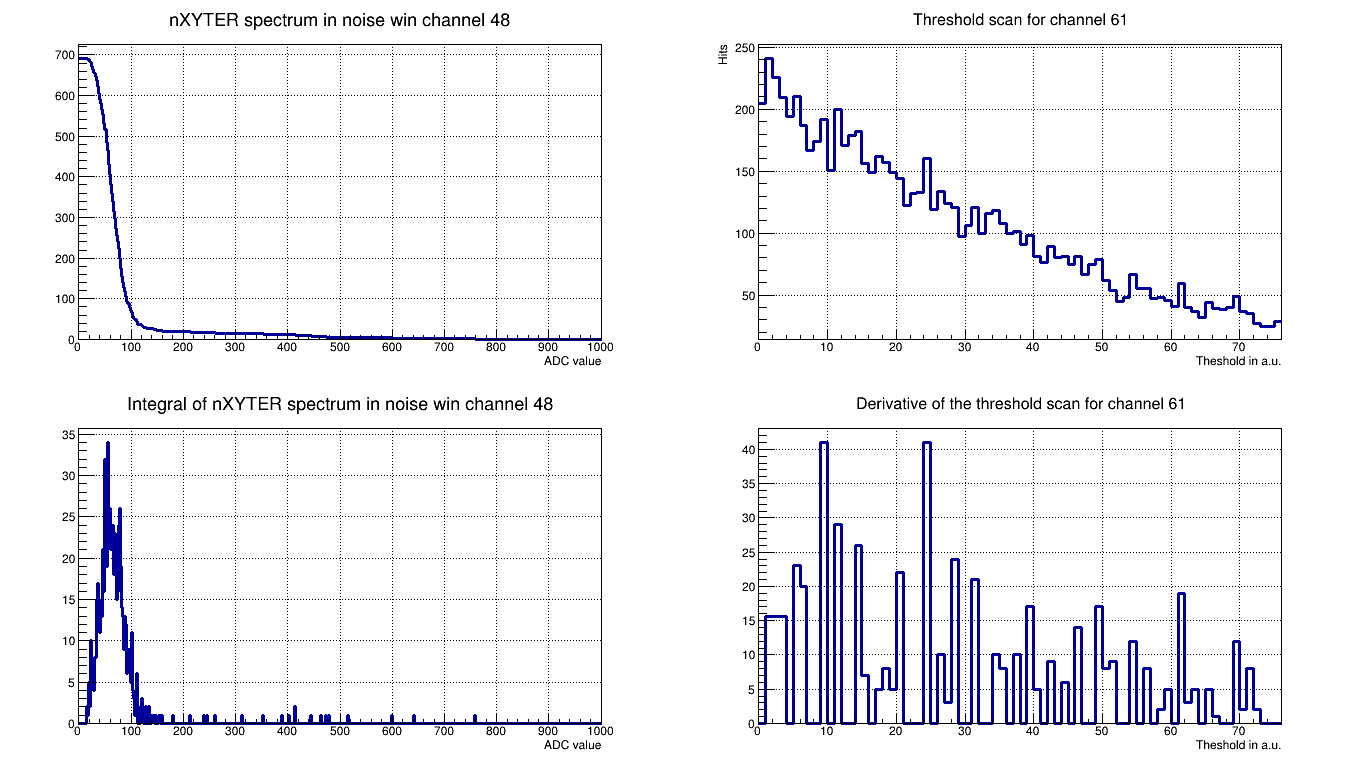 nXYTER spectrum in noise win channel 48
700
600
500
400
300
200
100
0
0 100 200 300 400 500 600 700 800 900 1000
ADC value
Threshold scan for channel 61
Hits
250
200
150
100
50
0 10 20 30 40 50 60 70
Theshold in a.u.
Integral of nXYTER spectrum in noise win channel 48
35
30
25
20
15
10
5
0
0 100 200 300 400 500 600 700 800 900 1000
ADC value
Derivative of the threshold scan for channel 61
40
35
30
25
20
15
10
5
0
0 10 20 30 40 50 60 70
Theshold in a.u.